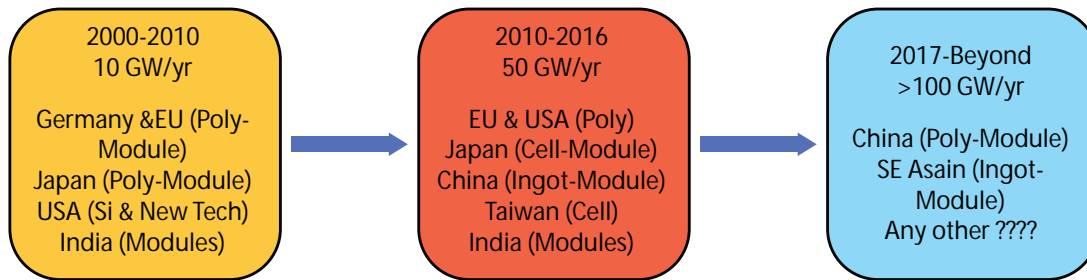 2000-2010
10 GW/yr
Germany &EU (Poly-
Module)
Japan (Poly-Module)
USA (Si & New Tech)
India (Modules)
2010-2016
50 GW/yr
EU & USA (Poly)
Japan (Cell-Module)
China (Ingot-Module)
Taiwan (Cell)
India (Modules)
2017-Beyond
>100 GW/yr
China (Poly-Module)
SE Asain (Ingot-
Module)
Any other ????